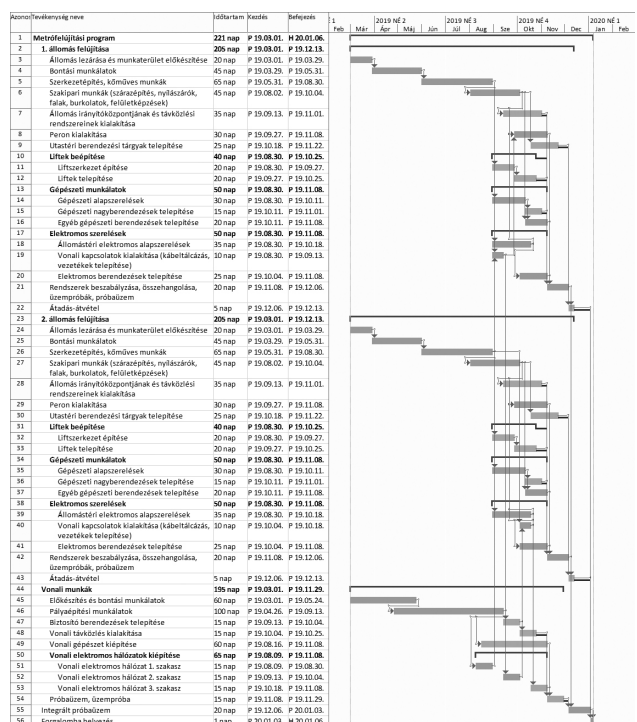 Azonos Tevékenység neve Időtartam Kezdés Befejezés 1 2019 NÉ 2 2019 NÉ 3 2019 NÉ 4 2020 NÉ 1
Feb Már Ápr Máj Jún Júl Aug Sze Okt Nov Dec Jan Feb
1 Metrófelújítási program 221 nap P 19.03.01. H 20.01.06.
2 1. állomás felújítása 205 nap P 19.03.01. P 19.12.13.
3 Állomás lezárása és munkaterület előkészítése 20 nap P 19.03.01. P 19.03.29.
4 Bontási munkálatok 45 nap P 19.03.29. P 19.05.31.
5 Szerkezetépítés, kőműves munkák 65 nap P 19.05.31. P 19.08.30.
6 Szakipari munkák (szárazépítés, nyílászárók, 45 nap P 19.08.02. P 19.10.04.
falak, burkolatok, felületképzések)
7 Állomás irányítóközpontjának és távközlési 35 nap P 19.09.13. P 19.11.01.
rendszereinek kialakítása
8 Peron kialakítása 30 nap P 19.09.27. P 19.11.08.
9 Utastéri berendezési tárgyak telepítése 25 nap P 19.10.18. P 19.11.22.
10 Liftek beépítése 40 nap P 19.08.30. P 19.10.25.
11 Liftszerkezet építése 20 nap P 19.08.30. P 19.09.27.
12 Liftek telepítése 20 nap P 19.09.27. P 19.10.25.
13 Gépészeti munkálatok 50 nap P 19.08.30. P 19.11.08.
14 Gépészeti alapszerelések 30 nap P 19.08.30. P 19.10.11.
15 Gépészeti nagyberendezések telepítése 15 nap P 19.10.11. P 19.11.01.
16 Egyéb gépészeti berendezések telepítése 20 nap P 19.10.11. P 19.11.08.
17 Elektromos szerelések 50 nap P 19.08.30. P 19.11.08.
18 Állomástéri elektromos alapszerelések 35 nap P 19.08.30. P 19.10.18.
19 Vonali kapcsolatok kialakítása (kábeltálcázás, 10 nap P 19.08.30. P 19.09.13.
vezetékek telepítése)
20 Elektromos berendezések telepítése 25 nap P 19.10.04. P 19.11.08.
21 Rendszerek beszabályzása, összehangolása, 20 nap P 19.11.08. P 19.12.06.
üzempróbák, próbaüzem
22 Átadás-átvétel 5 nap P 19.12.06. P 19.12.13.
23 2. állomás felújítása 205 nap P 19.03.01. P 19.12.13.
24 Állomás lezárása és munkaterület előkészítése 20 nap P 19.03.01. P 19.03.29.
25 Bontási munkálatok 45 nap P 19.03.29. P 19.05.31.
26 Szerkezetépítés, kőműves munkák 65 nap P 19.05.31. P 19.08.30.
27 Szakipari munkák (szárazépítés, nyílászárók, 45 nap P 19.08.02. P 19.10.04.
falak, burkolatok, felületképzések)
28 Állomás irányítóközpontjának és távközlési 35 nap P 19.09.13. P 19.11.01.
rendszereinek kialakítása
29 Peron kialakítása 30 nap P 19.09.27. P 19.11.08.
30 Utastéri berendezési tárgyak telepítése 25 nap P 19.10.18. P 19.11.22.
31 Liftek beépítése 40 nap P 19.08.30. P 19.10.25.
32 Liftszerkezet építése 20 nap P 19.08.30. P 19.09.27.
33 Liftek telepítése 20 nap P 19.09.27. P 19.10.25.
34 Gépészeti munkálatok 50 nap P 19.08.30. P 19.11.08.
35 Gépészeti alapszerelések 30 nap P 19.08.30. P 19.10.11.
36 Gépészeti nagyberendezések telepítése 15 nap P 19.10.11. P 19.11.01.
37 Egyéb gépészeti berendezések telepítése 20 nap P 19.10.11. P 19.11.08.
38 Elektromos szerelések 50 nap P 19.08.30. P 19.11.08.
39 Állomástéri elektromos alapszerelések 35 nap P 19.08.30. P 19.10.18.
40 Vonali kapcsolatok kialakítása (kábeltálcázás, 10 nap P 19.10.04. P 19.10.18.
vezetékek telepítése)
41 Elektromos berendezések telepítése 25 nap P 19.10.04. P 19.11.08.
42 Rendszerek beszabályzása, összehangolása, 20 nap P 19.11.08. P 19.12.06.
üzempróbák, próbaüzem
43 Átadás-átvétel 5 nap P 19.12.06. P 19.12.13.
44 Vonali munkák 195 nap P 19.03.01. P 19.11.29.
45 Előkészítés és bontási munkálatok 60 nap P 19.03.01. P 19.05.24.
46 Pályaépítési munkálatok 100 nap P 19.04.26. P 19.09.13.
47 Biztosító berendezések telepítése 15 nap P 19.09.13. P 19.10.04.
48 Vonali távközlés kialakítása 15 nap P 19.10.04. P 19.10.25.
49 Vonali gépészet kiépítése 60 nap P 19.08.16. P 19.11.08.
50 Vonali elektromos hálózatok kiépítése 65 nap P 19.08.09. P 19.11.08.
51 Vonali elektromos hálózat 1. szakasz 15 nap P 19.08.09. P 19.08.30.
52 Vonali elektromos hálózat 2. szakasz 15 nap P 19.09.13. P 19.10.04.
53 Vonali elektromos hálózat 3. szakasz 15 nap P 19.10.18. P 19.11.08.
54 Próbaüzem, üzempróba 15 nap P 19.11.08. P 19.11.29.
55 Integrált próbaüzem 20 nap P 19.12.06. P 20.01.03.
56 Forgalomba helyezés 1 nap P 20.01.03. H 20.01.06.